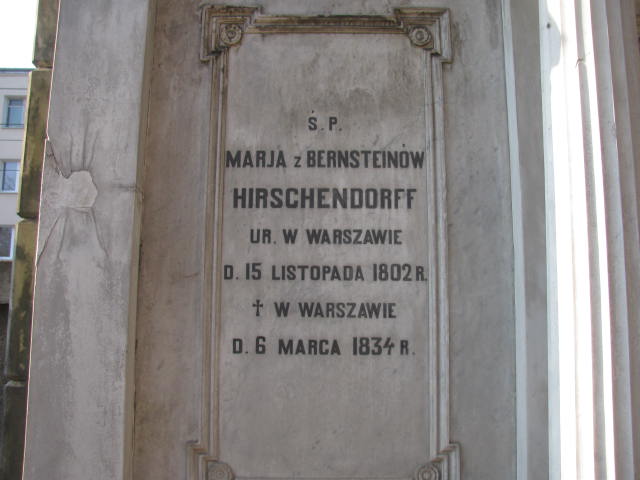 Ś.P.
MARJA z BERNSTEINÓW
HIRSCHENDORFF
UR. W WARSZAWIE
D. 15 LISTOPADA 1802 R.
† W WARSZAWIE
D. 6 MARCA 1834 R.